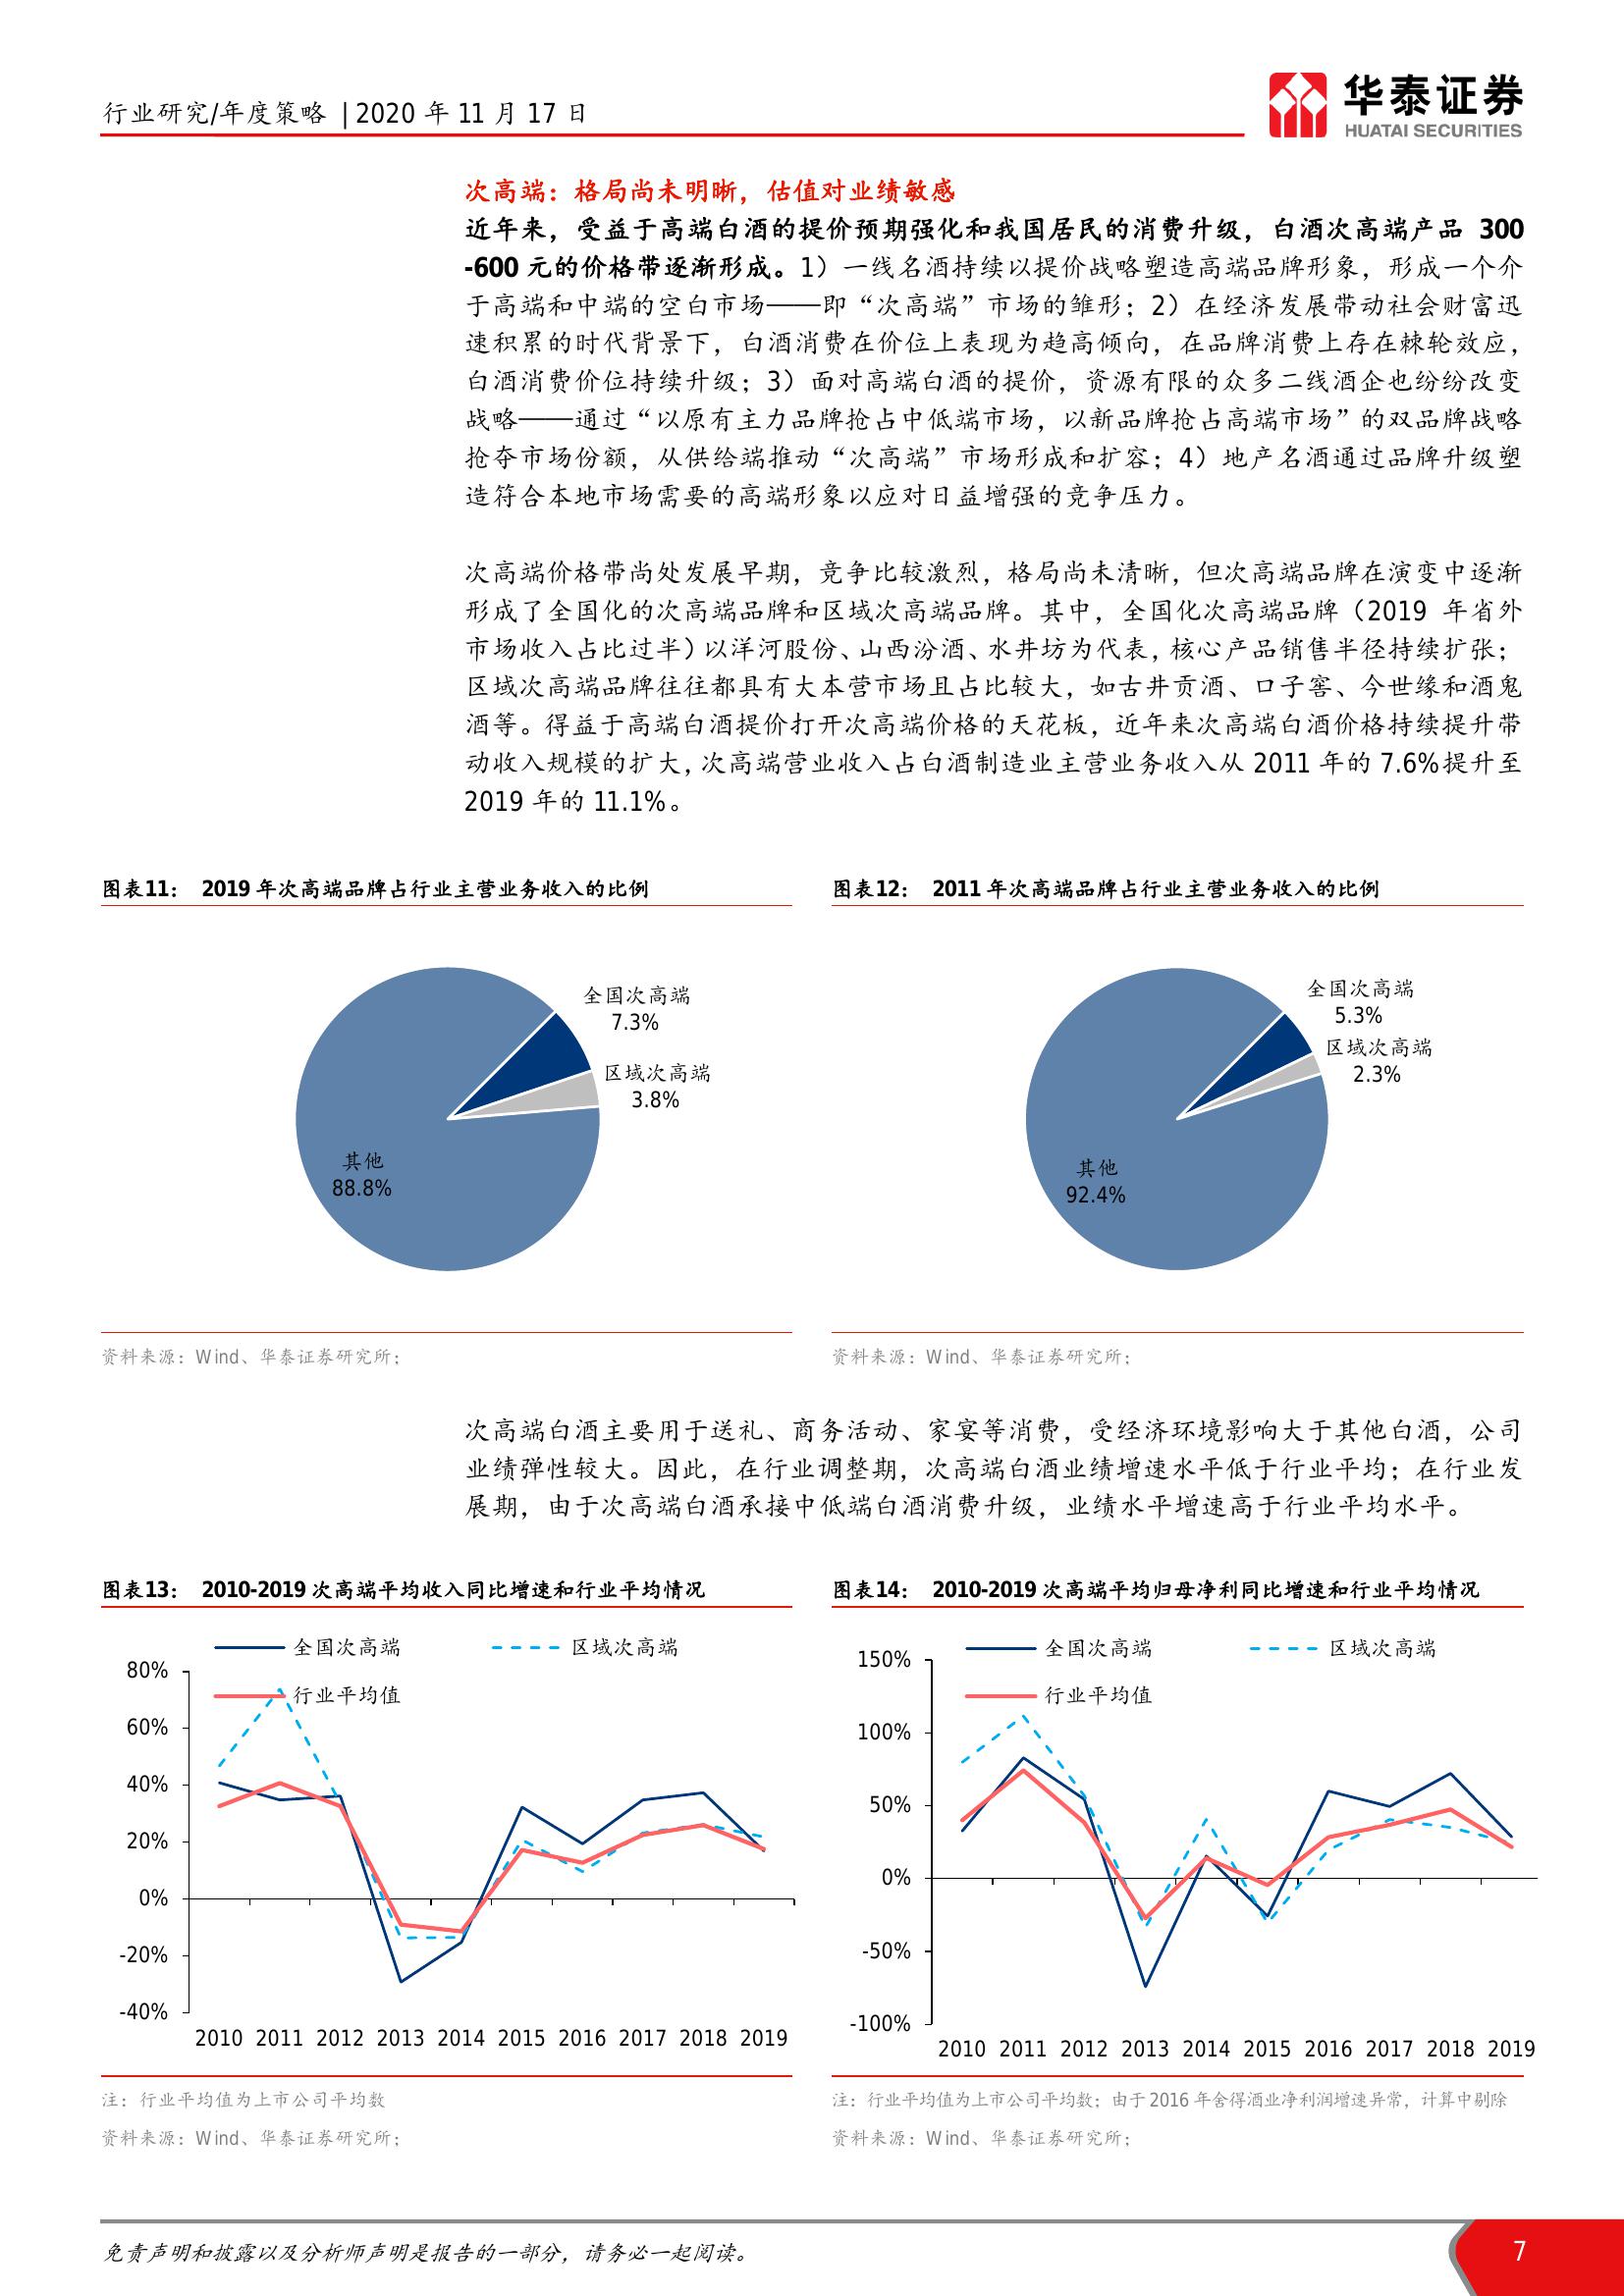 行业研究/年度策略 | 2020 年 11 月 17 日
华泰证券
HUATAI SECURITIES
次高端：格局尚未明晰，估值对业绩敏感
近年来，受益于高端白酒的提价预期强化和我国居民的消费升级，白酒次高端产品 300
-600 元的价格带逐渐形成。1）一线名酒持续以提价战略塑造高端品牌形象，形成一个介
于高端和中端的空白市场——即“次高端”市场的雏形；2）在经济发展带动社会财富迅
速积累的时代背景下，白酒消费在价位上表现为趋高倾向，在品牌消费上存在棘轮效应，
白酒消费价位持续升级；3）面对高端白酒的提价，资源有限的众多二线酒企也纷纷改变
战略——通过“以原有主力品牌抢占中低端市场，以新品牌抢占高端市场”的双品牌战略
抢夺市场份额，从供给端推动“次高端”市场形成和扩容；4）地产名酒通过品牌升级塑
造符合本地市场需要的高端形象以应对日益增强的竞争压力。
次高端价格带尚处发展早期，竞争比较激烈，格局尚未清晰，但次高端品牌在演变中逐渐
形成了全国化的次高端品牌和区域次高端品牌。其中，全国化次高端品牌（2019 年省外
市场收入占比过半）以洋河股份、山西汾酒、水井坊为代表，核心产品销售半径持续扩张；
区域次高端品牌往往都具有大本营市场且占比较大，如古井贡酒、口子窖、今世缘和酒鬼
酒等。得益于高端白酒提价打开次高端价格的天花板，近年来次高端白酒价格持续提升带
动收入规模的扩大，次高端营业收入占白酒制造业主营业务收入从 2011 年的 7.6%提升至
2019 年的 11.1%。
图表11： 2019 年次高端品牌占行业主营业务收入的比例
全国次高端
7.3%
区域次高端
3.8%
其他
88.8%
资料来源：Wind、华泰证券研究所；
图表12： 2011 年次高端品牌占行业主营业务收入的比例
全国次高端
5.3%
区域次高端
2.3%
其他
92.4%
资料来源：Wind、华泰证券研究所；
次高端白酒主要用于送礼、商务活动、家宴等消费，受经济环境影响大于其他白酒，公司
业绩弹性较大。因此，在行业调整期，次高端白酒业绩增速水平低于行业平均；在行业发
展期，由于次高端白酒承接中低端白酒消费升级，业绩水平增速高于行业平均水平。
图表13： 2010-2019 次高端平均收入同比增速和行业平均情况
全国次高端 区域次高端
行业平均值
80%
60%
40%
20%
0%
-20%
-40%
2010 2011 2012 2013 2014 2015 2016 2017 2018 2019
注：行业平均值为上市公司平均数
资料来源：Wind、华泰证券研究所；
图表14： 2010-2019 次高端平均归母净利同比增速和行业平均情况
全国次高端 区域次高端
行业平均值
150%
100%
50%
0%
-50%
-100%
2010 2011 2012 2013 2014 2015 2016 2017 2018 2019
注：行业平均值为上市公司平均数；由于 2016 年舍得酒业净利润增速异常，计算中剔除
资料来源：Wind、华泰证券研究所；
免责声明和披露以及分析师声明是报告的一部分，请务必一起阅读。
7